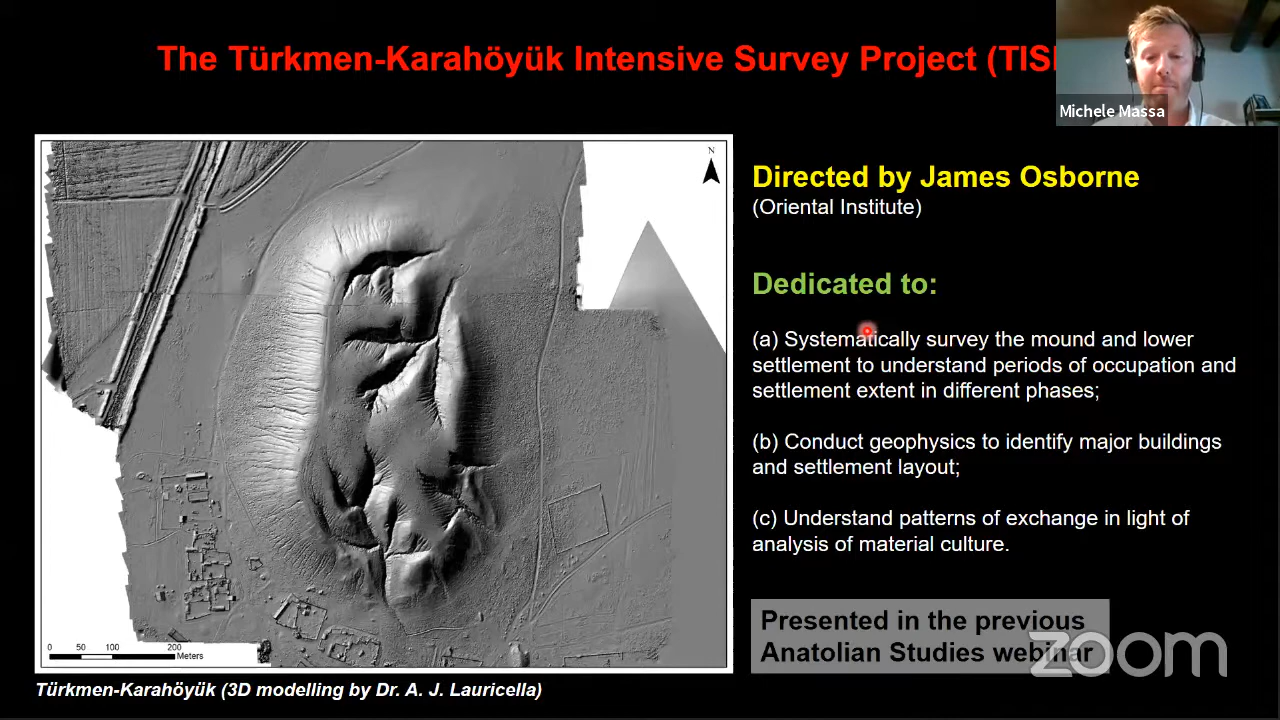 The Türkmen-Karahöyük Intensive Survey Project
Michele Massa
N
Directed by James Osborne
(Oriental Institute)
Dedicated to:
(a) Systematically survey the mound and lower
settlement to understand periods of occupation and
settlement extent in different phases;
(b) Conduct geophysics to identify major buildings
and settlement layout;
(c) Understand patterns of exchange in light of
analysis of material culture.
Presented in the previous
Anatolian Studies webinar
zoom
0 50 100 200
Meters
Türkmen-Karahöyük (3D modelling by Dr. A. J. Lauricella)